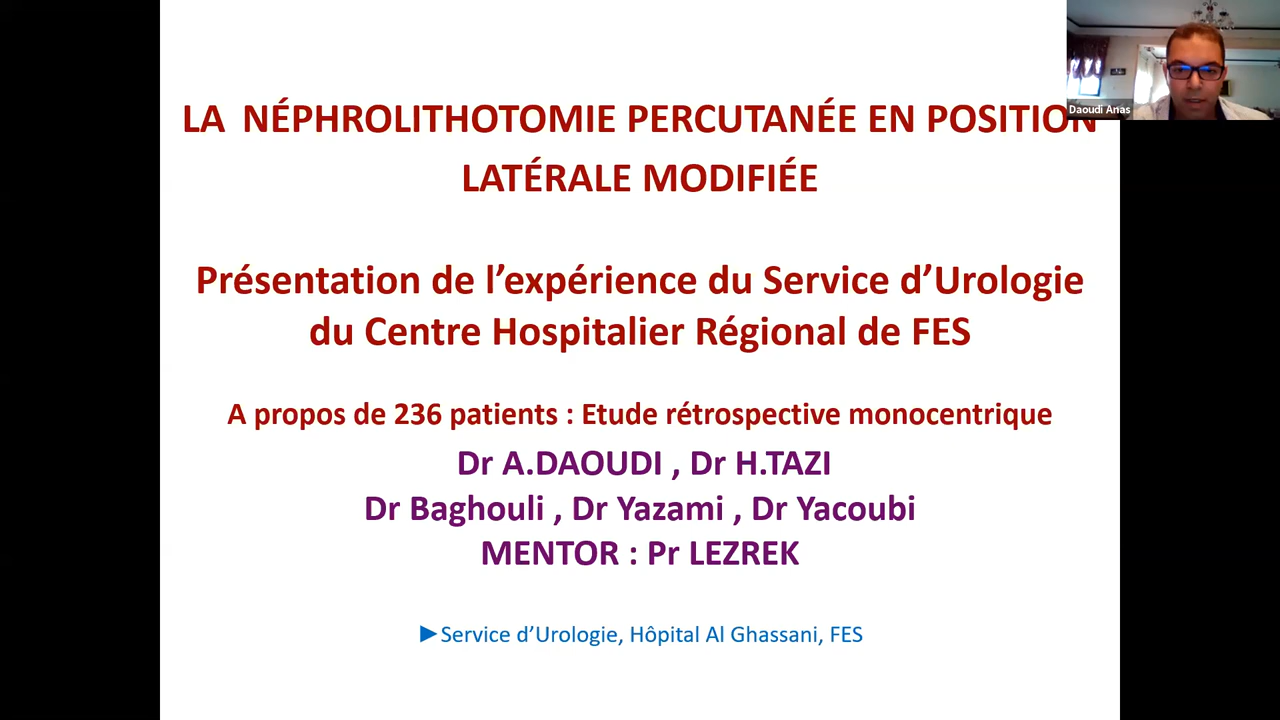 LA NÉPHROLITHOTOMIE PERCUTANÉE EN POSITION
LATÉRALE MODIFIÉE
Présentation de l’expérience du Service d’Urologie
du Centre Hospitalier Régional de FES
A propos de 236 patients : Etude rétrospective monocentrique
Dr A.DAOUDI , Dr H.TAZI
Dr Baghouli , Dr Yazami , Dr Yacoubi
MENTOR : Pr LEZREK
►Service d’Urologie, Hôpital Al Ghassani, FES
Daoudi Anas